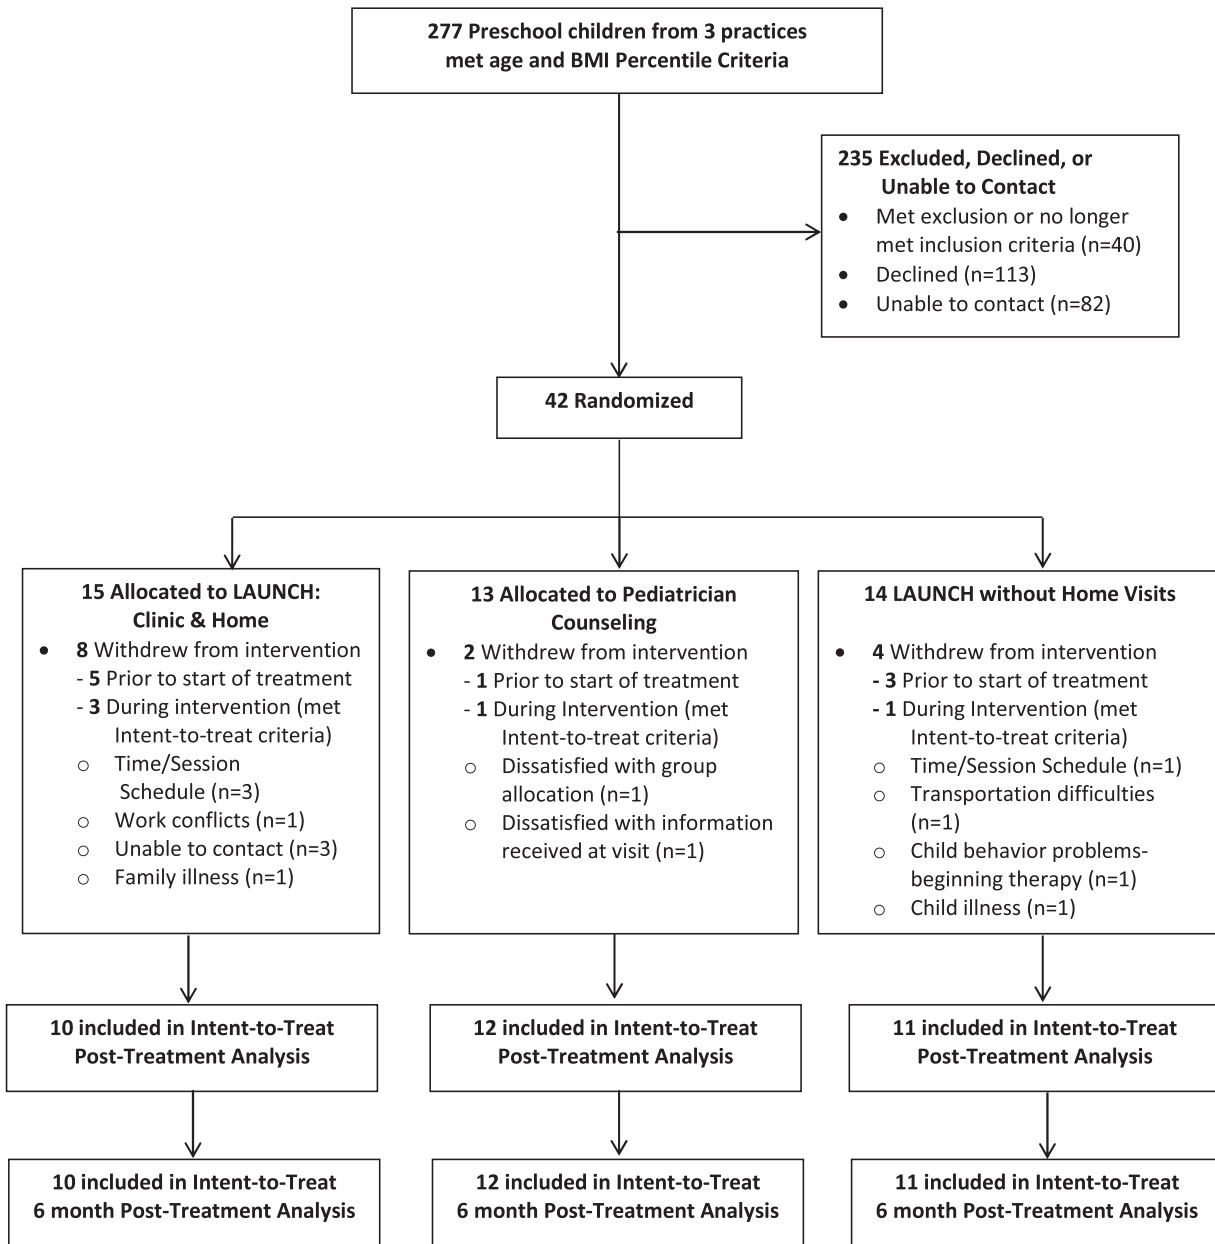 277 Preschool children from 3 practices
met age and BMI Percentile Criteria
235 Excluded, Declined, or
Unable to Contact
• Met exclusion or no longer
met inclusion criteria (n=40)
• Declined (n=113)
• Unable to contact (n=82)
42 Randomized
15 Allocated to LAUNCH:
Clinic & Home
• 8 Withdrew from intervention
- 5 Prior to start of treatment
- 3 During intervention (met
Intent-to-treat criteria)
o Time/Session
Schedule (n=3)
o Work conflicts (n=1)
o Unable to contact (n=3)
o Family illness (n=1)
13 Allocated to Pediatrician
Counseling
• 2 Withdrew from intervention
- 1 Prior to start of treatment
- 1 During Intervention (met
Intent-to-treat criteria)
o Dissatisfied with group
allocation (n=1)
o Dissatisfied with information
received at visit (n=1)
14 LAUNCH without Home Visits
• 4 Withdrew from intervention
- 3 Prior to start of treatment
- 1 During Intervention (met
Intent-to-treat criteria)
o Time/Session Schedule (n=1)
o Transportation difficulties
(n=1)
o Child behavior problems-
beginning therapy (n=1)
o Child illness (n=1)
10 included in Intent-to-Treat
Post-Treatment Analysis
12 included in Intent-to-Treat
Post-Treatment Analysis
11 included in Intent-to-Treat
Post-Treatment Analysis
10 included in Intent-to-Treat
6 month Post-Treatment Analysis
12 included in Intent-to-Treat
6 month Post-Treatment Analysis
11 included in Intent-to-Treat
6 month Post-Treatment Analysis